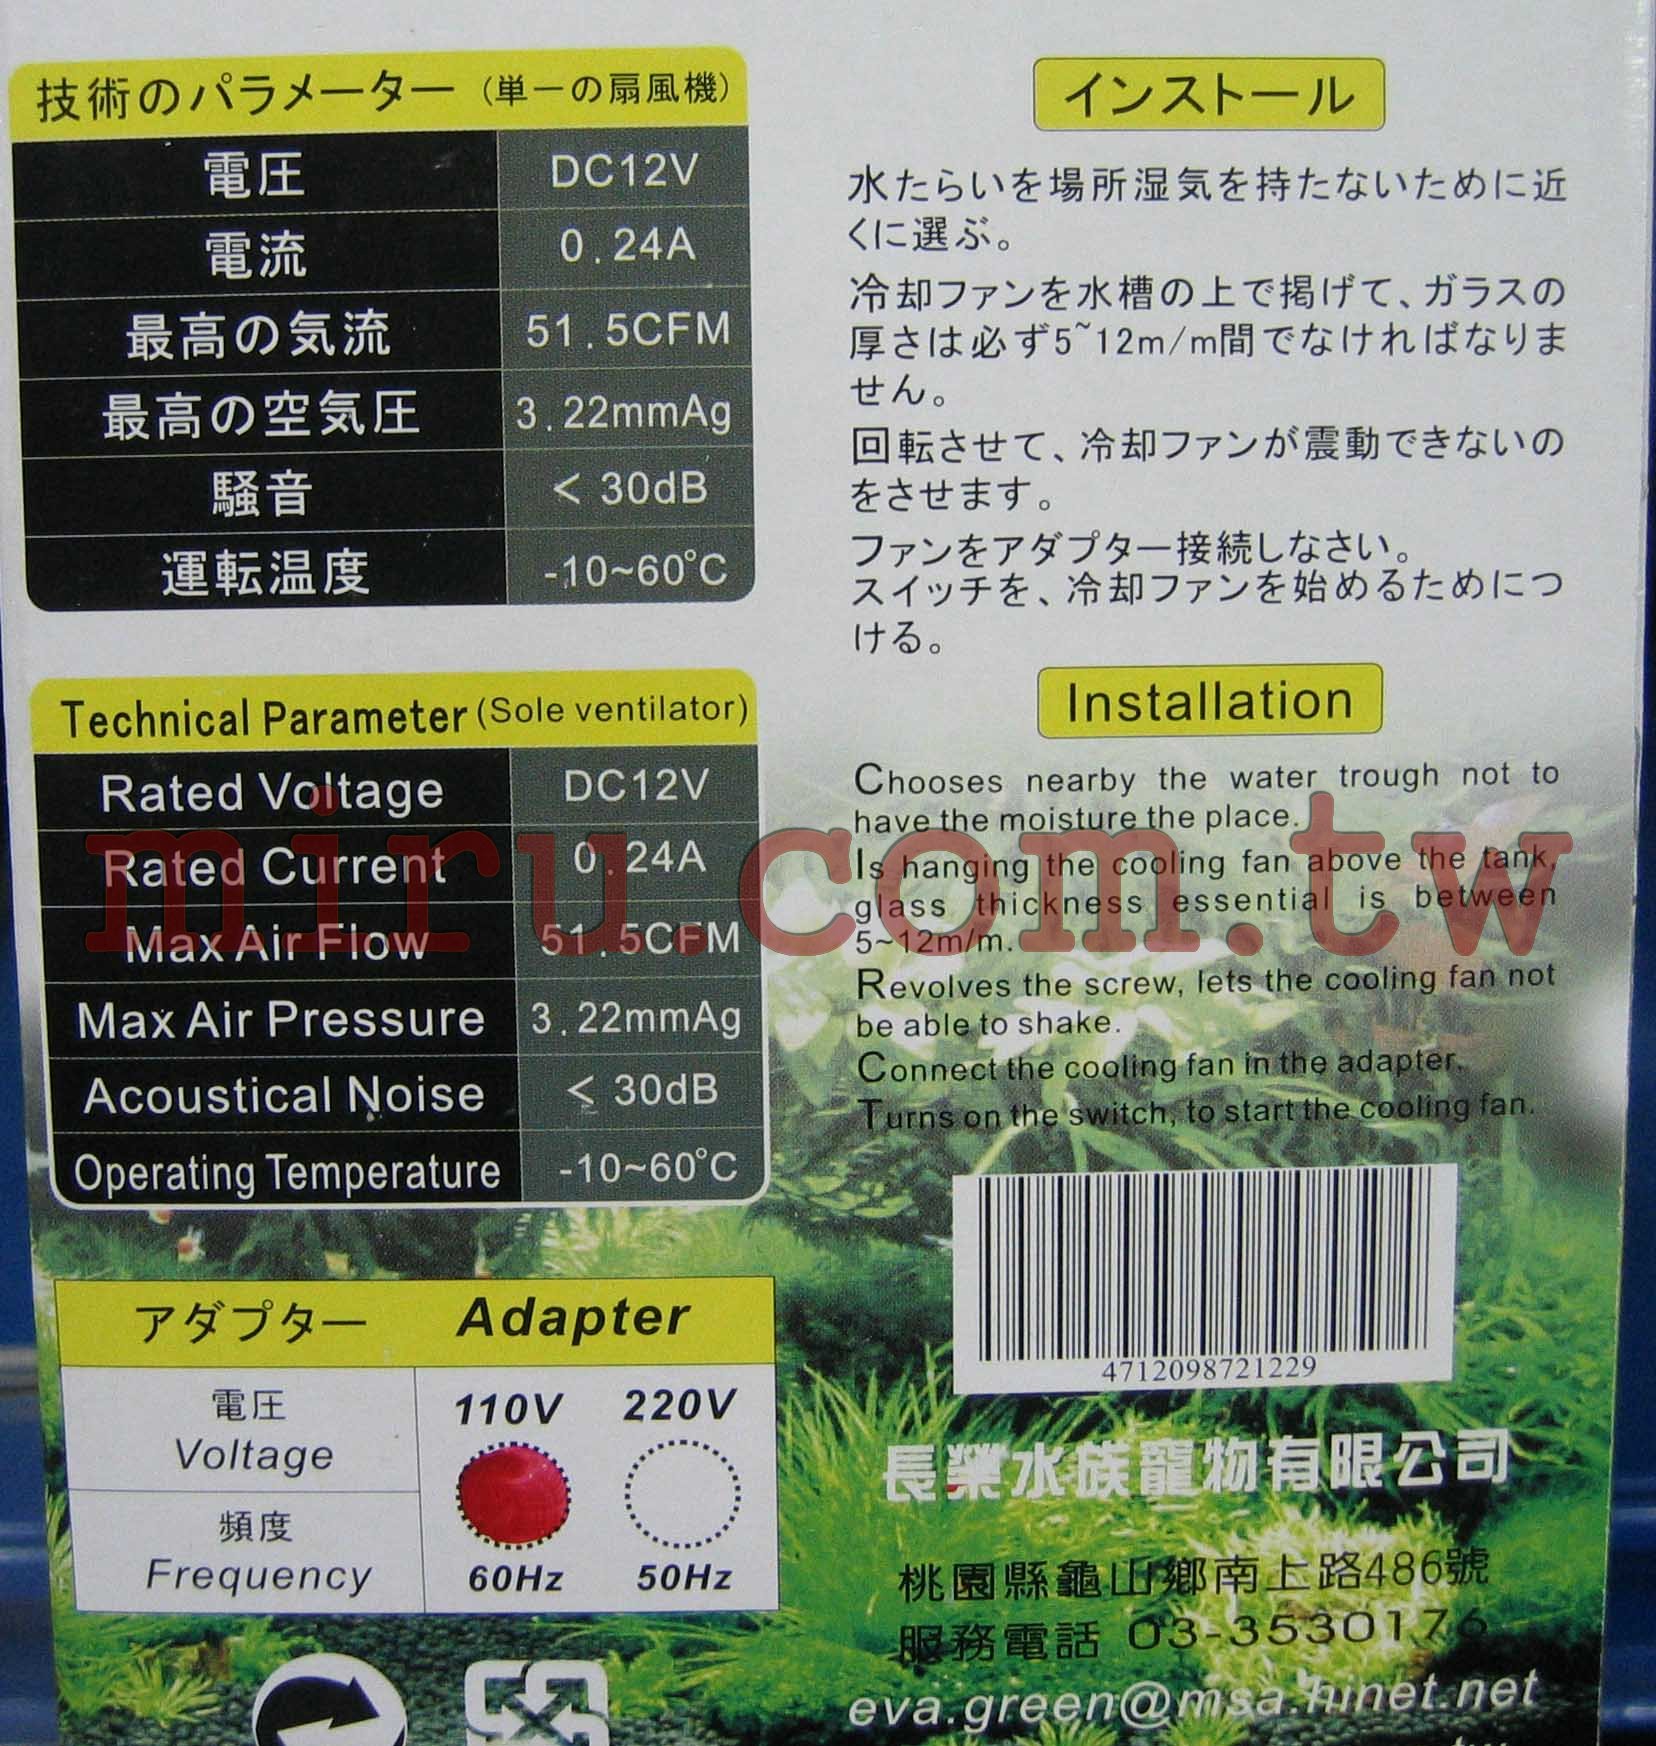 技術のパラメーター (単一の扇風機)
電圧 DC12V
電流 0.24A
最高の気流 51.5CFM
最高の空気圧 3.22mmAg
騒音 < 30dB
運転温度 -10~60°C
インストール
水たらいを場所湿気を持たないために近
くに選ぶ。
冷却ファンを水槽の上で掲げて、ガラスの
厚さは必ず5~12m/m間でなければなりま
せん。
回転させて、冷却ファンが震動できないの
をさせます。
ファンをアダプター接続しなさい。
スイッチを、冷却ファンを始めるためにつ
ける。
Technical Parameter (Sole ventilator)
Rated Voltage DC12V
Rated Current 0.24A
Max Air Flow 51.5CFM
Max Air Pressure 3.22mmAg
Acoustical Noise < 30dB
Operating Temperature -10~60°C
Installation
Chooses nearby the water trough not to
have the moisture the place.
Is hanging the cooling fan above the tank,
glass thickness essential is between
5~12m/m.
Revolves the screw, lets the cooling fan not
be able to shake.
Connect the cooling fan in the adapter.
Turns on the switch, to start the cooling fan.
miru.com.tw
アダプター Adapter
電圧
Voltage
110V 220V
頻度
Frequency
60Hz 50Hz
4712098721229
長業水族寵物有限公司
桃園縣龜山鄉南上路486號
服務電話 03-3530176
eva.green@msa.hinet.net